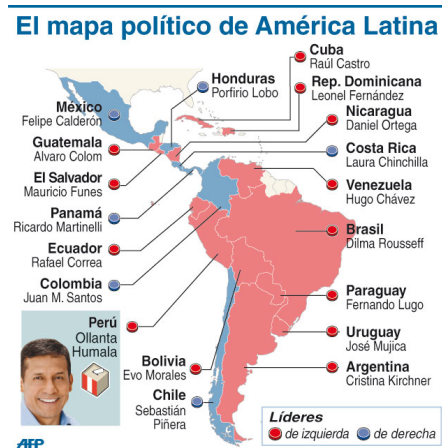 El mapa político de América Latina
Cuba
Raúl Castro
Honduras
Porfirio Lobo
Rep. Dominicana
Leonel Fernández
México
Felipe Calderón
Nicaragua
Daniel Ortega
Guatemala
Alvaro Colom
Costa Rica
Laura Chinchilla
El Salvador
Mauricio Funes
Venezuela
Hugo Chávez
Panamá
Ricardo Martinelli
Brasil
Dilma Rousseff
Ecuador
Rafael Correa
Colombia
Juan M. Santos
Paraguay
Fernando Lugo
Perú
Ollanta
Humala
Uruguay
José Mujica
Bolivia
Evo Morales
Argentina
Cristina Kirchner
Chile
Sebastián
Piñera
Líderes
de izquierda
de derecha
AFP